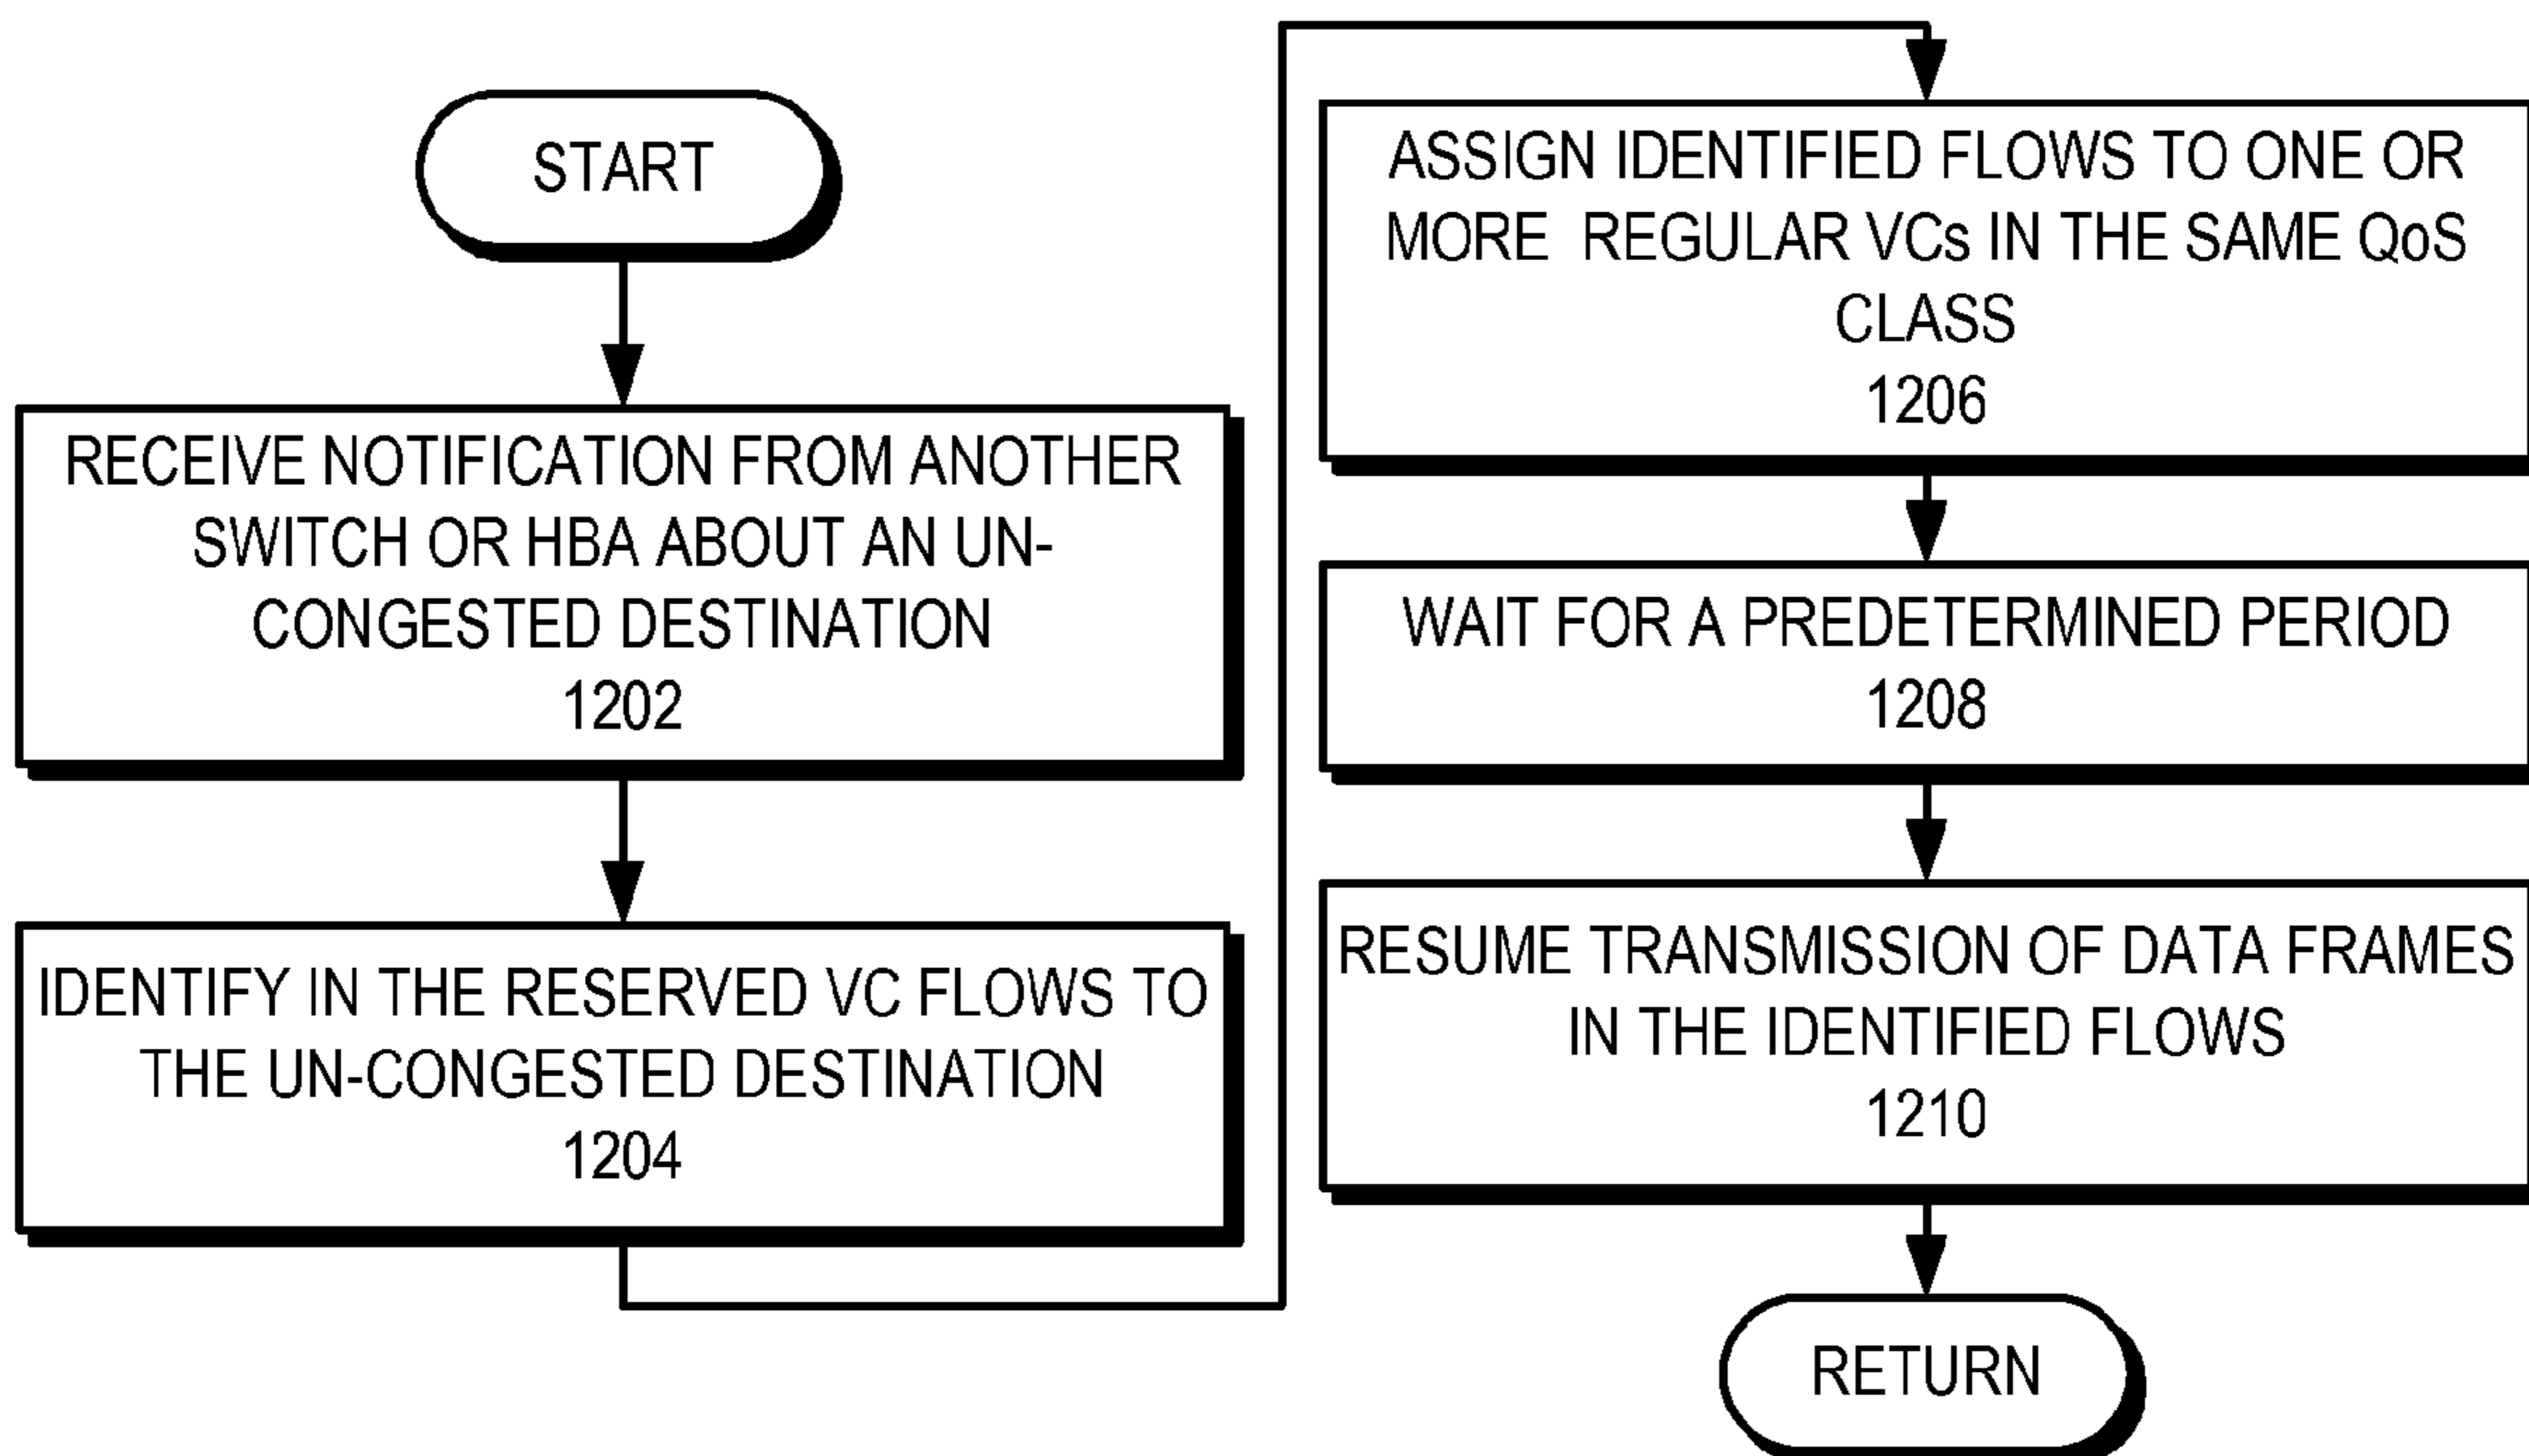 START
RECEIVE NOTIFICATION FROM ANOTHER
SWITCH OR HBA ABOUT AN UN-
CONGESTED DESTINATION
1202
IDENTIFY IN THE RESERVED VC FLOWS TO
THE UN-CONGESTED DESTINATION
1204
ASSIGN IDENTIFIED FLOWS TO ONE OR
MORE REGULAR VCs IN THE SAME QoS
CLASS
1206
WAIT FOR A PREDETERMINED PERIOD
1208
RESUME TRANSMISSION OF DATA FRAMES
IN THE IDENTIFIED FLOWS
1210
RETURN